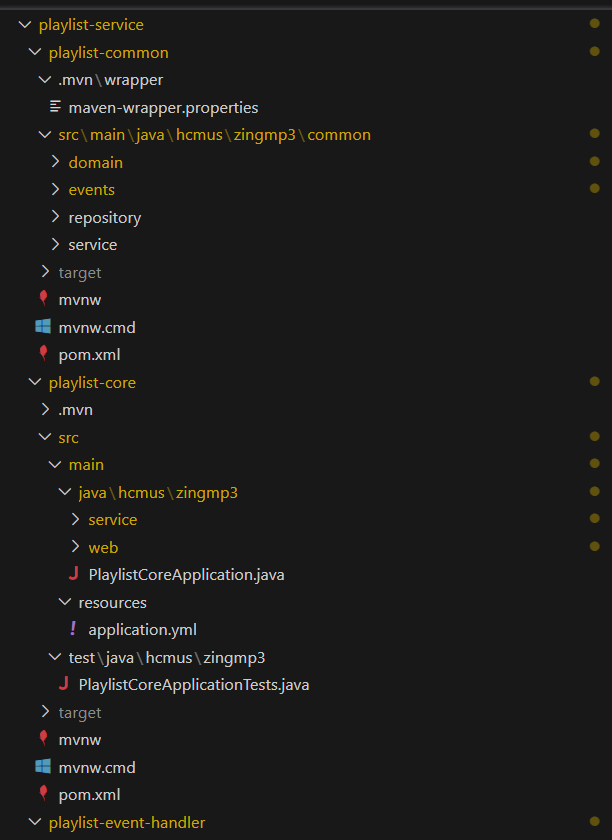 playlist-service
playlist-common
.mvn\wrapper
maven-wrapper.properties
src\main\java\hcmus\zingmp3\common
domain
events
repository
service
target
mvnw
mvnw.cmd
pom.xml
playlist-core
.mvn
src
main
java\hcmus\zingmp3
service
web
PlaylistCoreApplication.java
resources
application.yml
test\java\hcmus\zingmp3
PlaylistCoreApplicationTests.java
target
mvnw
mvnw.cmd
pom.xml
playlist-event-handler